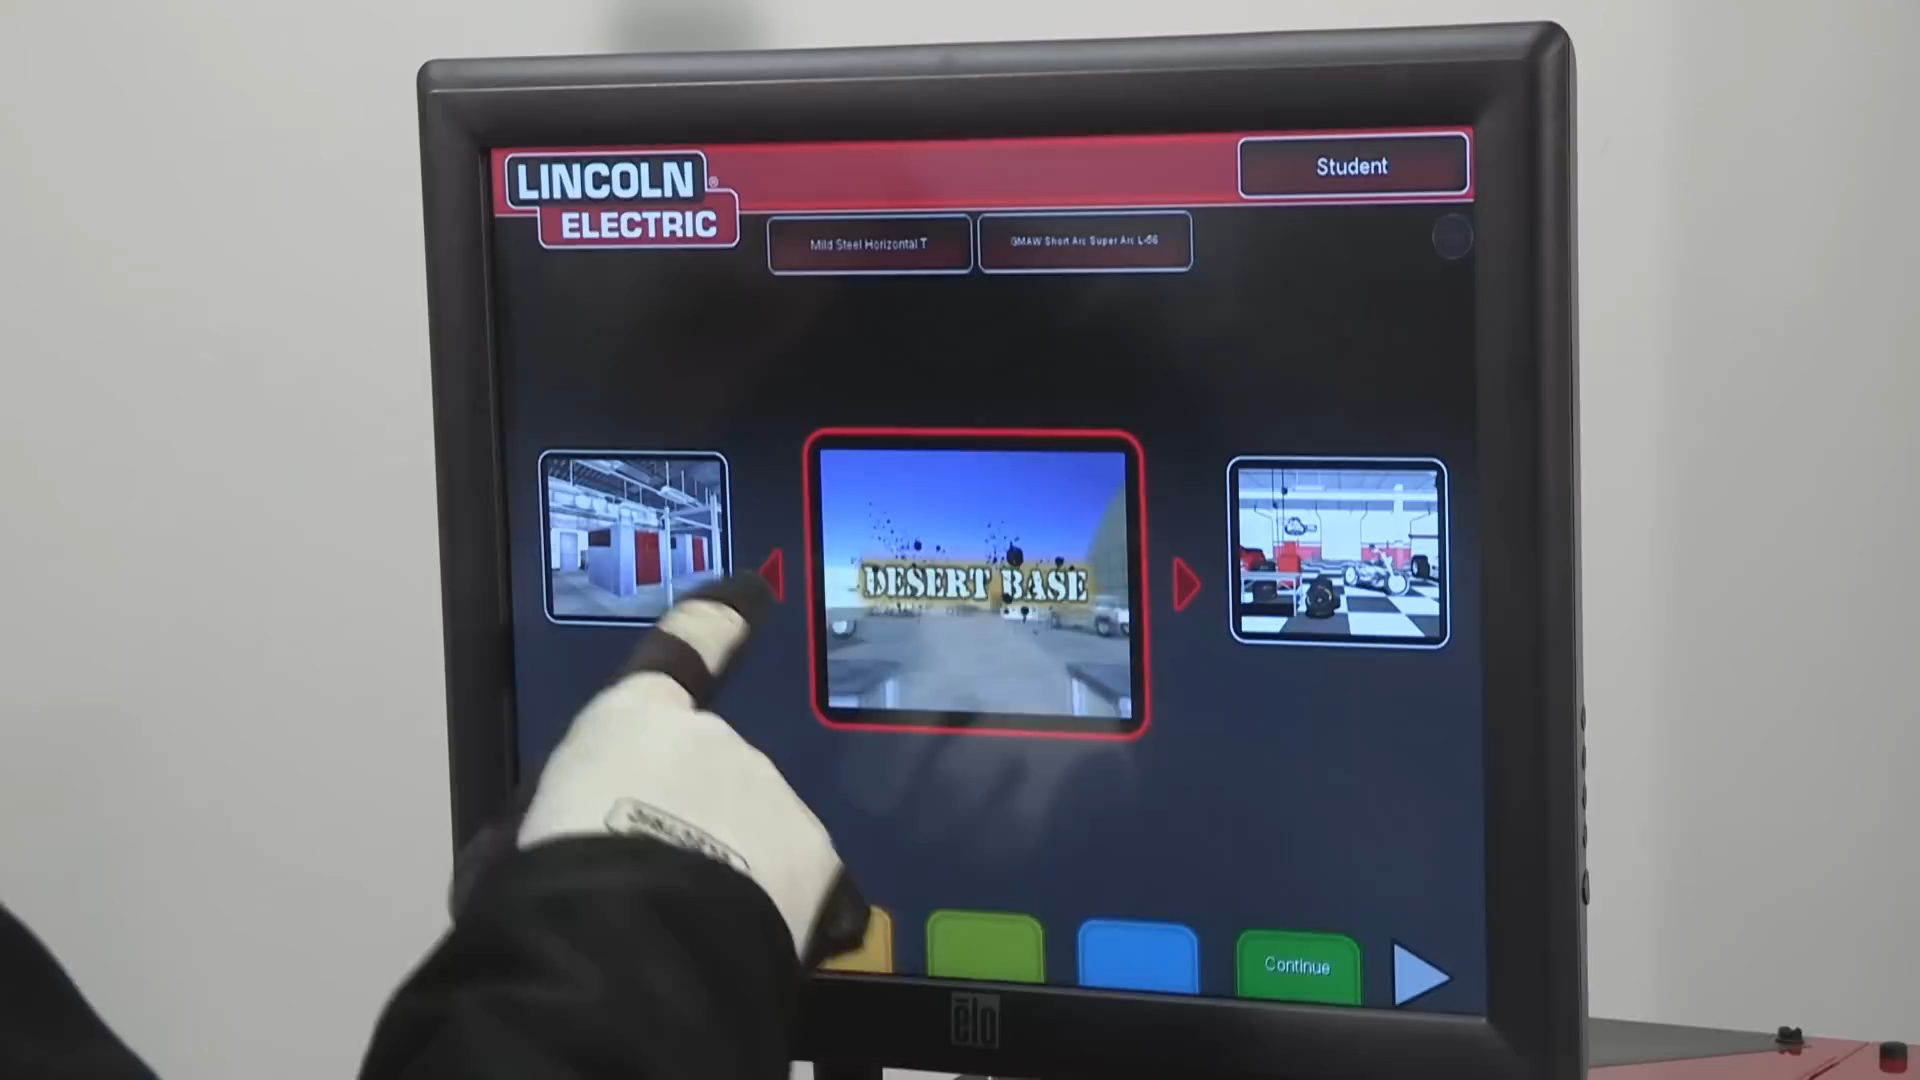 LINCOLN ®
ELECTRIC
Student
Mild Steel Horizontal T
GMAW Short Arc Super Arc L-56
DESERT BASE
Continue
elo